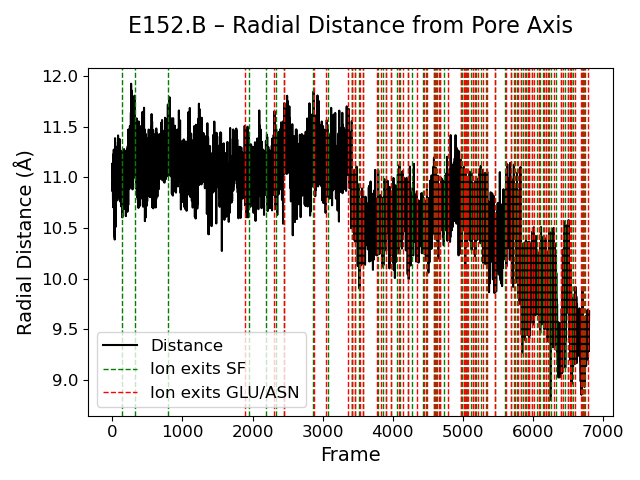 E152.B – Radial Distance from Pore Axis
12.0
11.5
11.0
10.5
10.0
9.5
9.0
Radial Distance (Å)
Distance
Ion exits SF
Ion exits GLU/ASN
0 1000 2000 3000 4000 5000 6000 7000
Frame